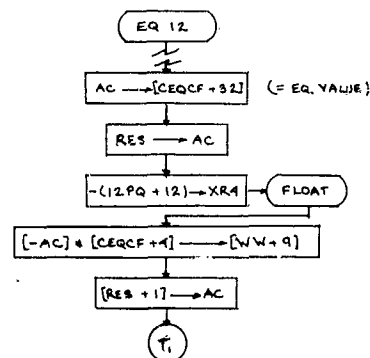 EQ 12
AC → [CEQCF + 32] (= EQ. VALUE)
RES → AC
-(12PQ + 12) → XR4 → FLOAT
[-AC] * [CEQCF + 4] → [WW + 9]
[RES + 1] → AC
T₁